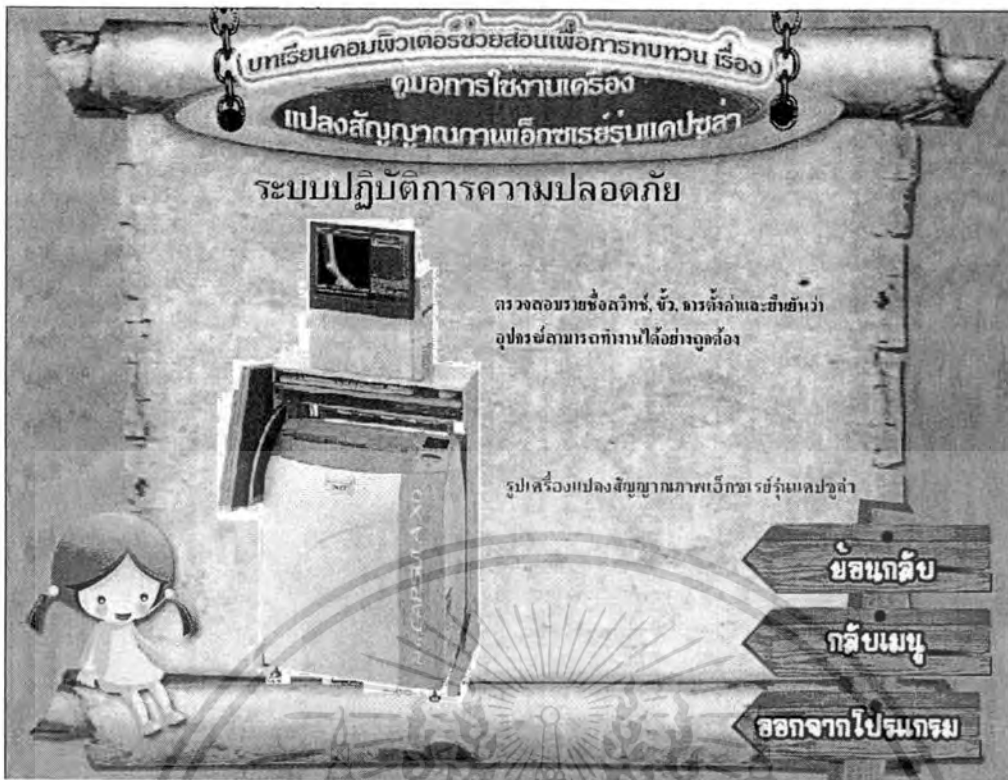 บทเรียนคอมพิวเตอร์ช่วยสอนเพื่อการทบทวน เรื่อง
คู่มือการใช้งานเครื่อง
แปลงสัญญาณภาพเอ็กซเรย์รุ่นแคปซูล่า
ระบบปฏิบัติการความปลอดภัย
ตรวจสอบรายชื่อสวิทช์, ขั้ว, การตั้งค่าและยืนยันว่า
อุปกรณ์สามารถทำงานได้อย่างถูกต้อง
รูปเครื่องแปลงสัญญาณภาพเอ็กซเรย์รุ่นแคปซูล่า
ย้อนกลับ
กลับเมนู
ออกจากโปรแกรม